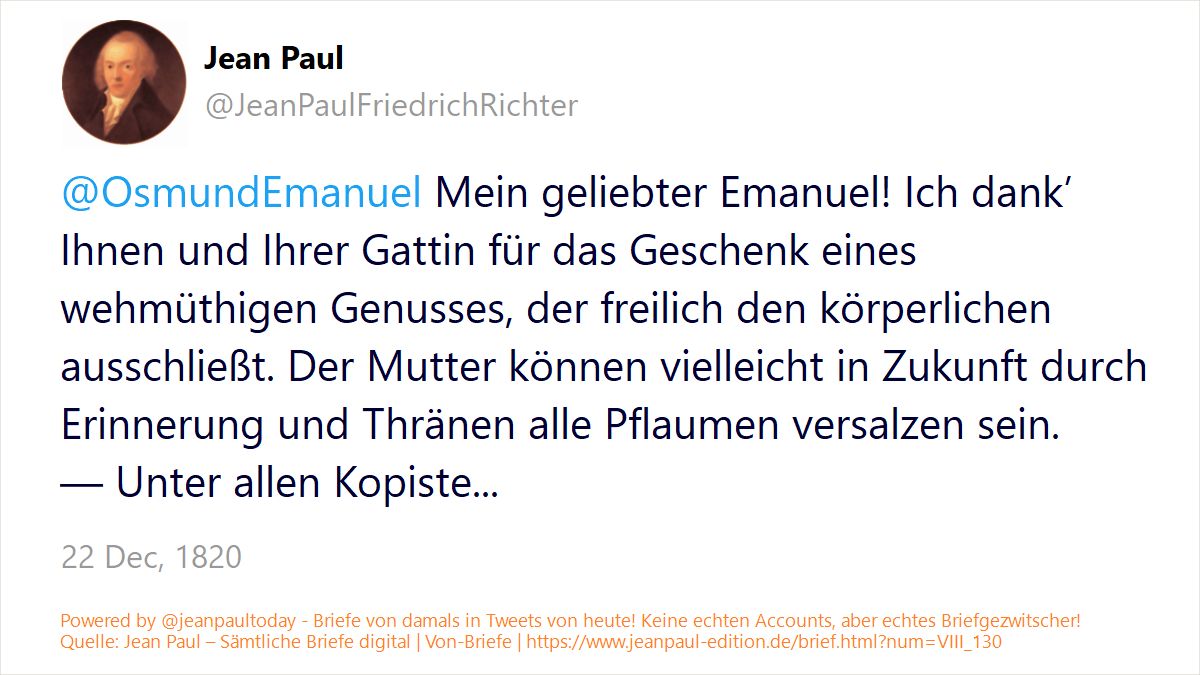 Jean Paul
@JeanPaulFriedrichRichter
@OsmundEmanuel Mein geliebter Emanuel! Ich dank’
Ihnen und Ihrer Gattin für das Geschenk eines
wehmüthigen Genusses, der freilich den körperlichen
ausschließt. Der Mutter können vielleicht in Zukunft durch
Erinnerung und Thränen alle Pflaumen versalzen sein.
— Unter allen Kopiste...
22 Dec, 1820
Powered by @jeanpaultoday - Briefe von damals in Tweets von heute! Keine echten Accounts, aber echtes Briefgezwitscher!
Quelle: Jean Paul – Sämtliche Briefe digital | Von-Briefe | https://www.jeanpaul-edition.de/brief.html?num=VIII_130